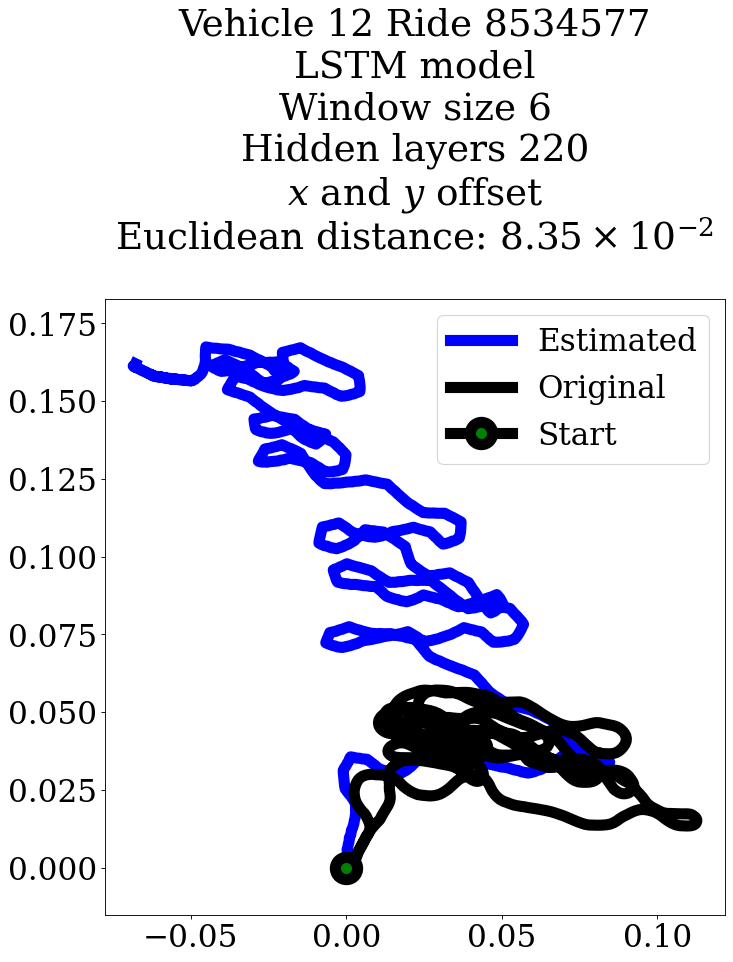 Vehicle 12 Ride 8534577
LSTM model
Window size 6
Hidden layers 220
x and y offset
Euclidean distance: 8.35 × 10⁻²
0.175
0.150
0.125
0.100
0.075
0.050
0.025
0.000
Estimated
Original
Start
−0.05
0.00
0.05
0.10